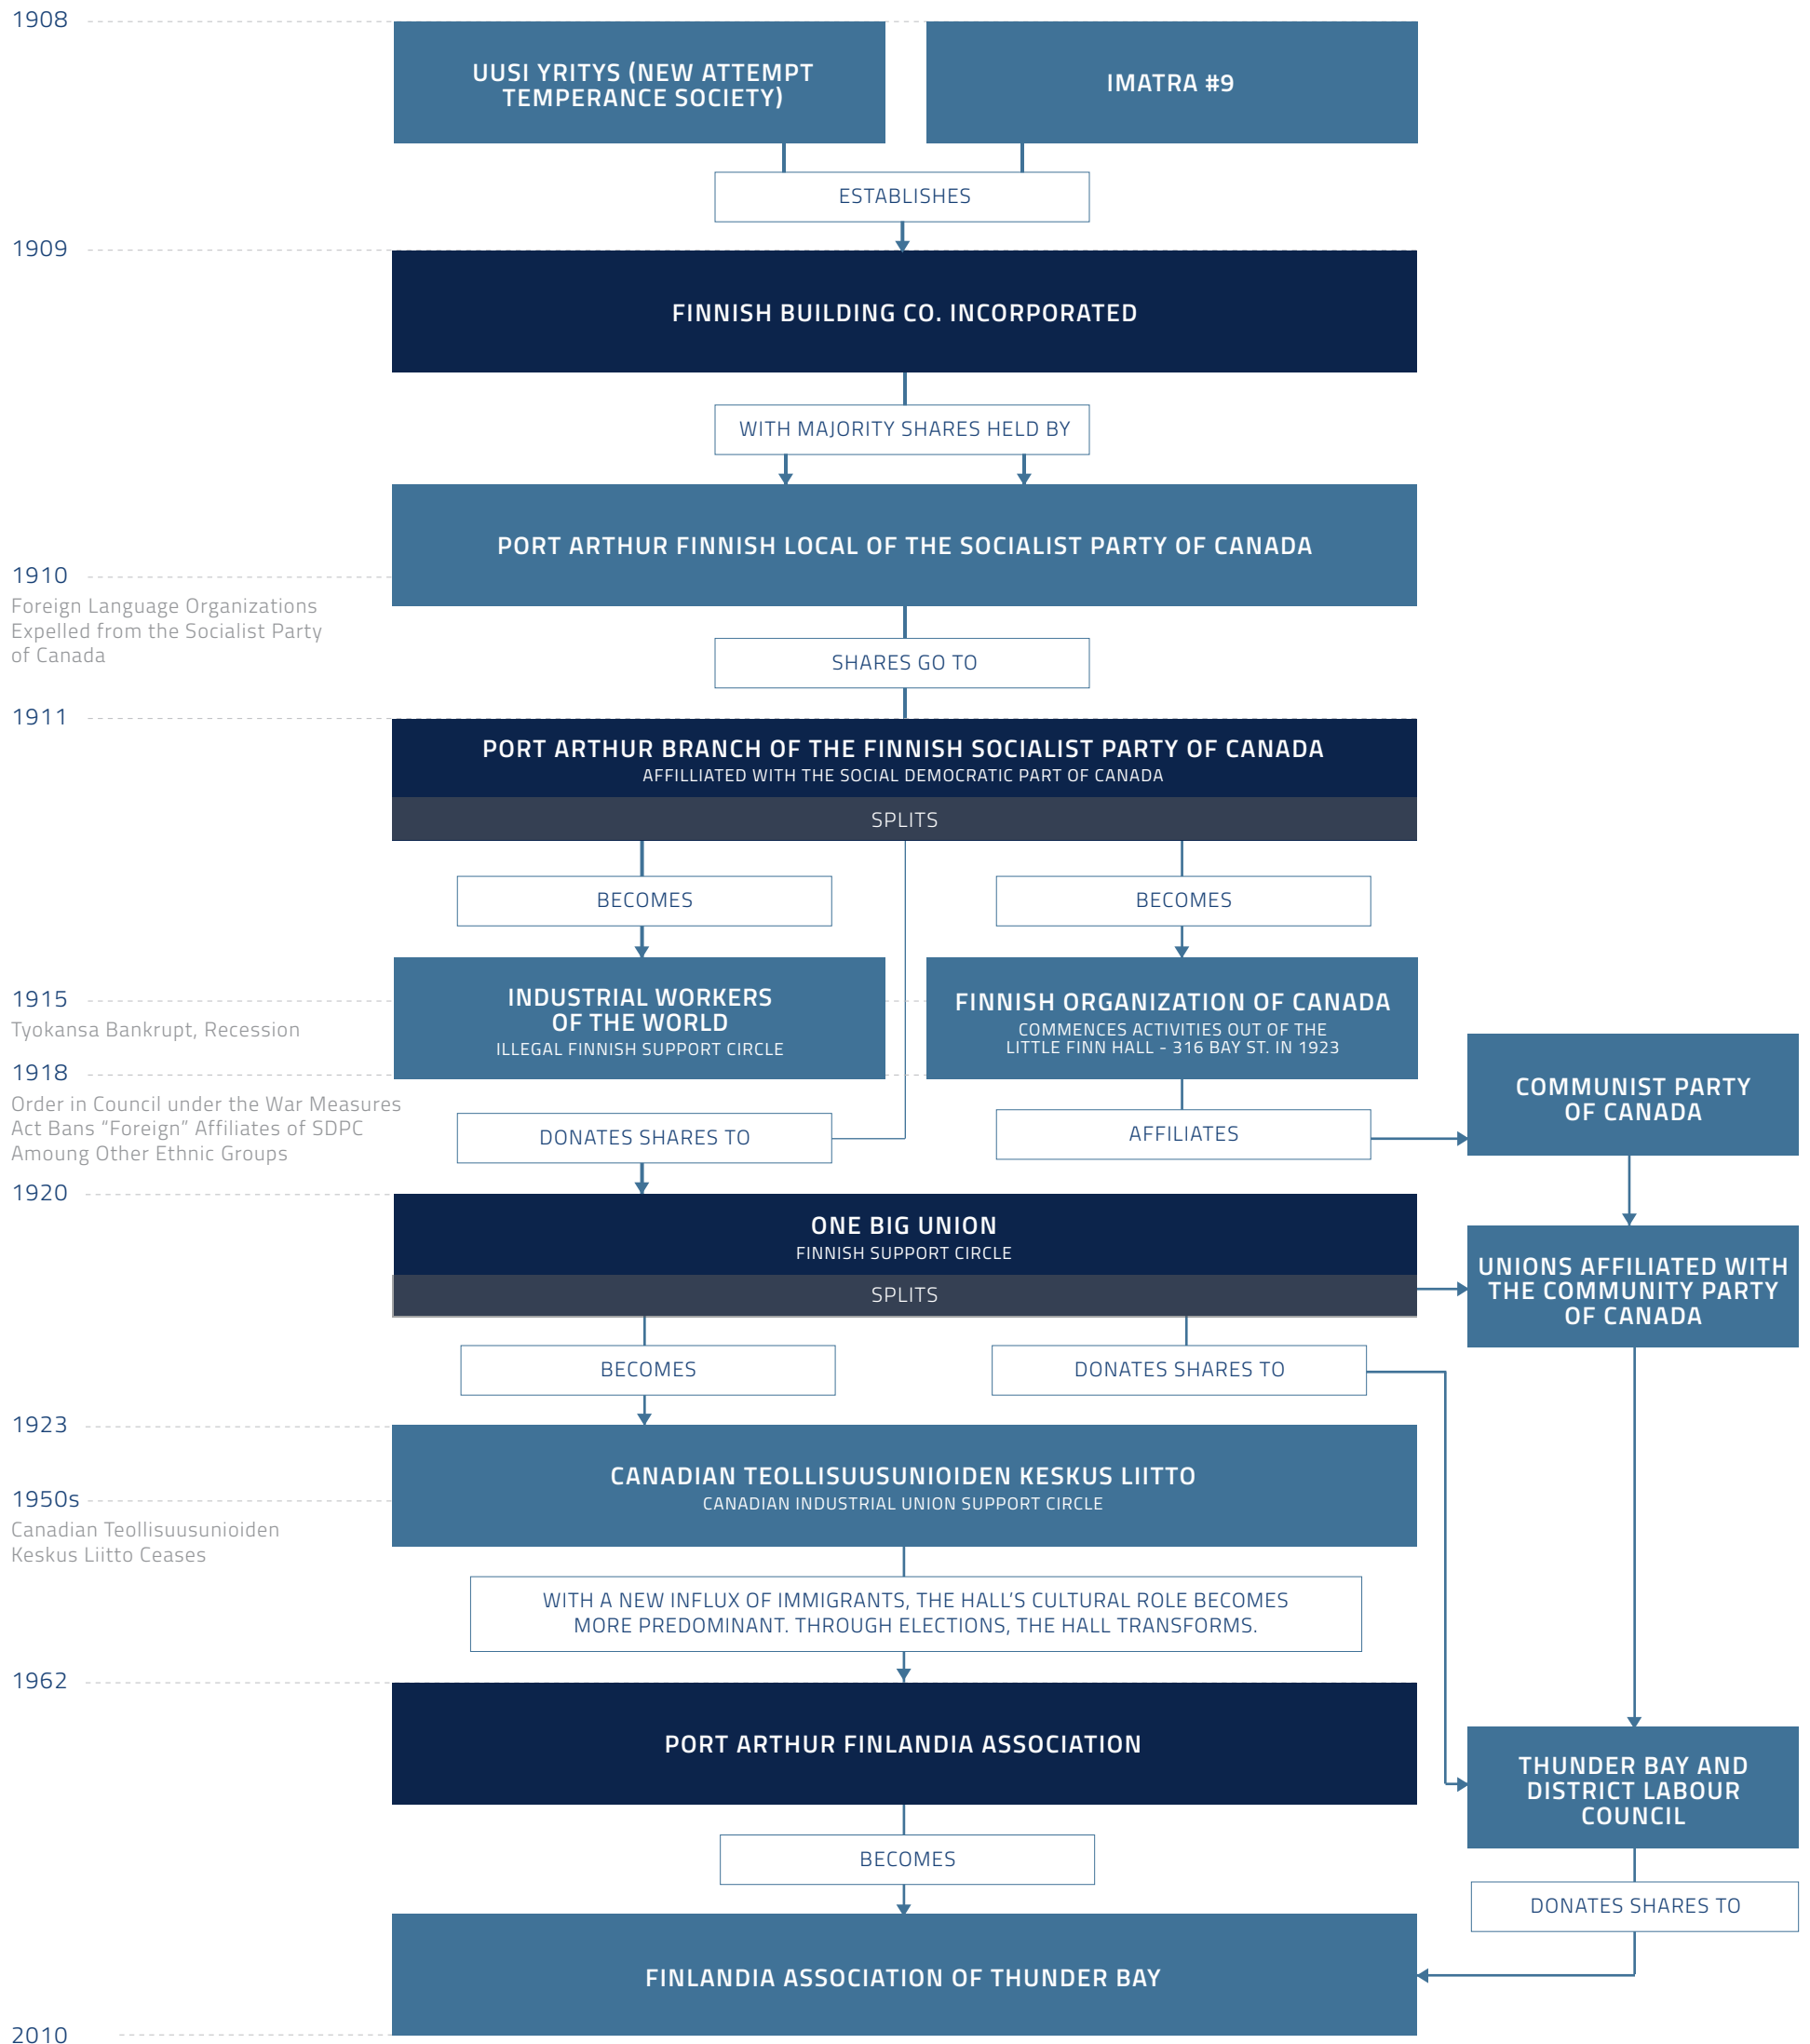 1908
UUSI YRITYS (NEW ATTEMPT
TEMPERANCE SOCIETY)
IMATRA #9
ESTABLISHES
1909
FINNISH BUILDING CO. INCORPORATED
WITH MAJORITY SHARES HELD BY
PORT ARTHUR FINNISH LOCAL OF THE SOCIALIST PARTY OF CANADA
1910
Foreign Language Organizations
Expelled from the Socialist Party
of Canada
SHARES GO TO
1911
PORT ARTHUR BRANCH OF THE FINNISH SOCIALIST PARTY OF CANADA
AFFILLIATED WITH THE SOCIAL DEMOCRATIC PART OF CANADA
SPLITS
BECOMES
BECOMES
1915
Tyokansa Bankrupt, Recession
INDUSTRIAL WORKERS
OF THE WORLD
ILLEGAL FINNISH SUPPORT CIRCLE
FINNISH ORGANIZATION OF CANADA
COMMENCES ACTIVITIES OUT OF THE
LITTLE FINN HALL - 316 BAY ST. IN 1923
1918
Order in Council under the War Measures
Act Bans “Foreign” Affiliates of SDPC
Amoung Other Ethnic Groups
DONATES SHARES TO
AFFILIATES
COMMUNIST PARTY
OF CANADA
1920
ONE BIG UNION
FINNISH SUPPORT CIRCLE
SPLITS
UNIONS AFFILIATED WITH
THE COMMUNITY PARTY
OF CANADA
BECOMES
DONATES SHARES TO
1923
CANADIAN TEOLLISUUSUNIOIDEN KESKUS LIITTO
CANADIAN INDUSTRIAL UNION SUPPORT CIRCLE
1950s
Canadian Teollisuusunioiden
Keskus Liitto Ceases
WITH A NEW INFLUX OF IMMIGRANTS, THE HALL’S CULTURAL ROLE BECOMES
MORE PREDOMINANT. THROUGH ELECTIONS, THE HALL TRANSFORMS.
1962
PORT ARTHUR FINLANDIA ASSOCIATION
THUNDER BAY AND
DISTRICT LABOUR
COUNCIL
BECOMES
DONATES SHARES TO
FINLANDIA ASSOCIATION OF THUNDER BAY
2010